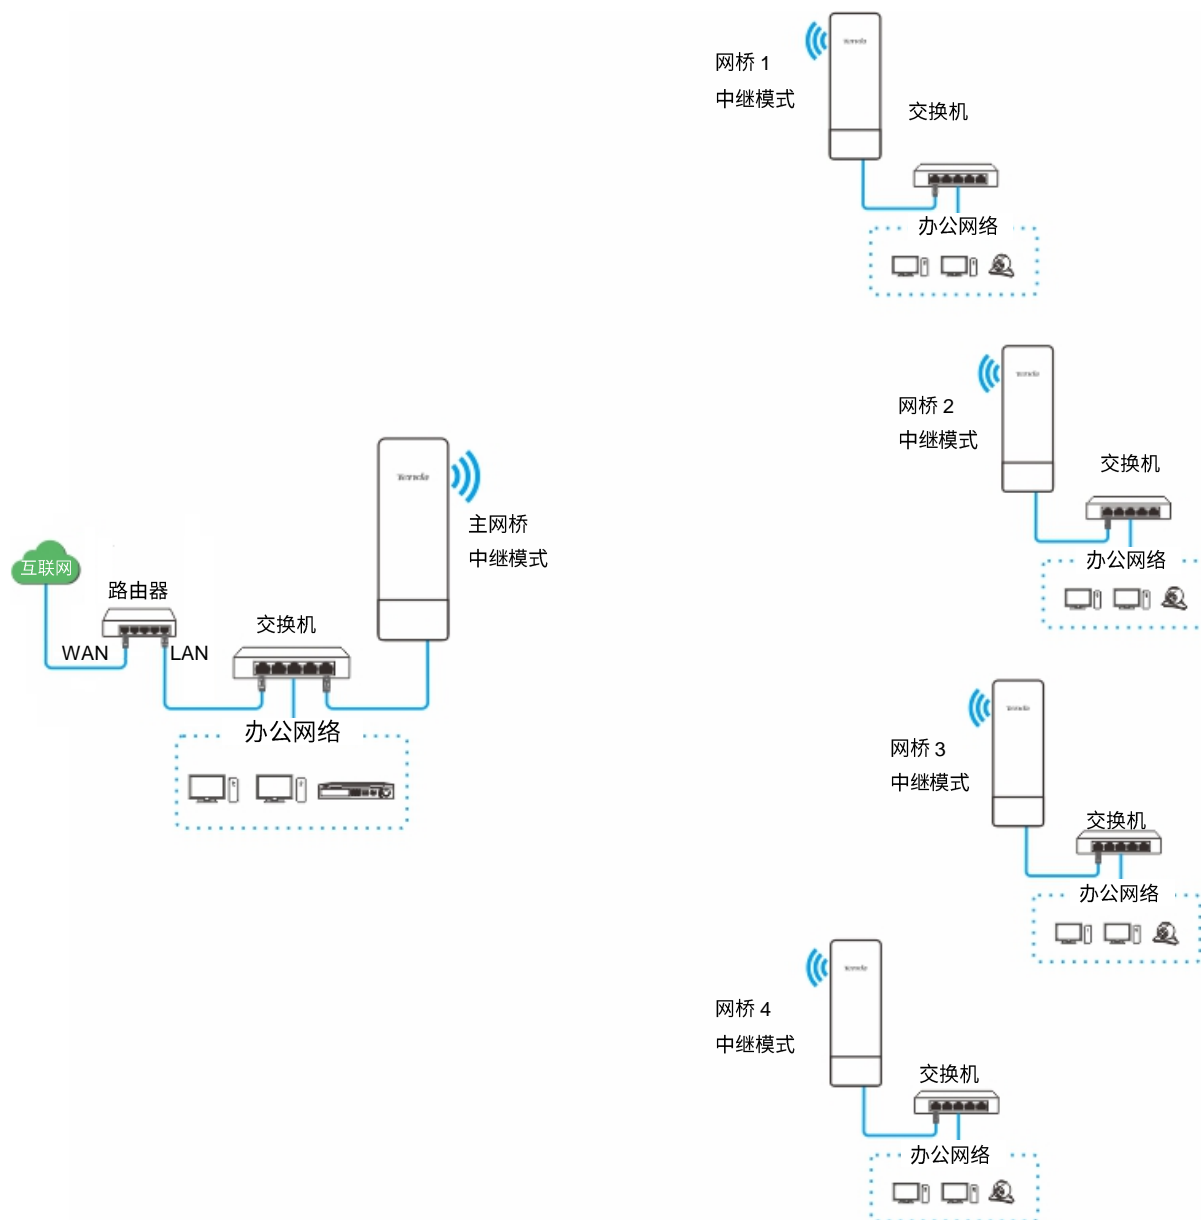 网桥 1
中继模式
交换机
办公网络
网桥 2
中继模式
交换机
办公网络
Tenda
主网桥
中继模式
互联网
路由器
WAN
LAN
交换机
办公网络
网桥 3
中继模式
交换机
办公网络
网桥 4
中继模式
交换机
办公网络